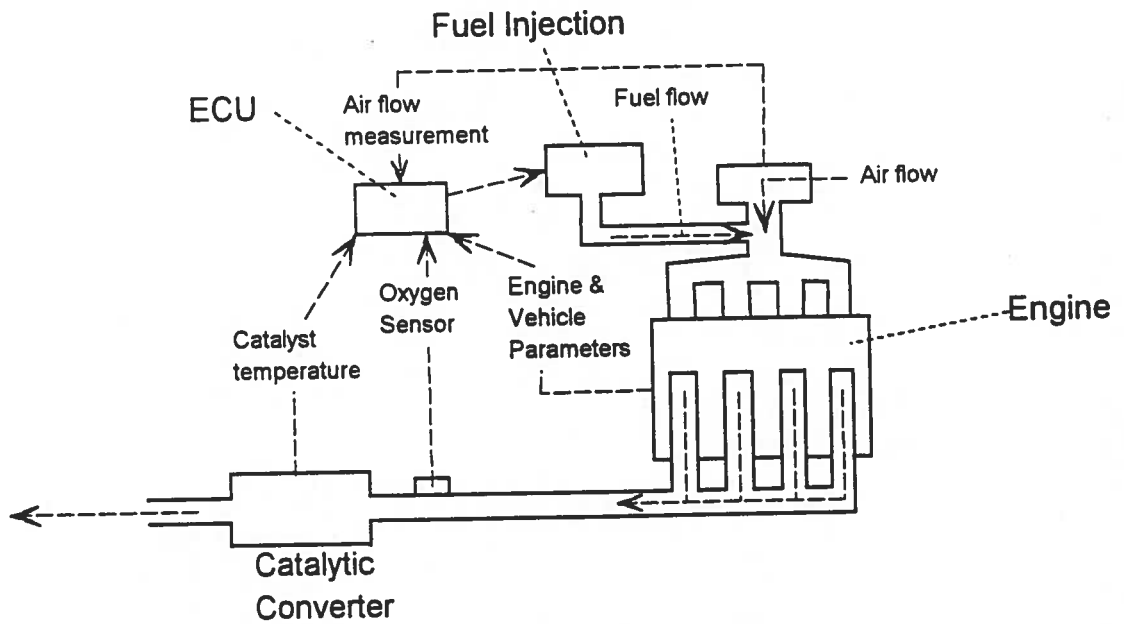 Fuel Injection
ECU
Air flow
measurement
Fuel flow
Air flow
Oxygen
Sensor
Engine &
Vehicle
Parameters
Engine
Catalyst
temperature
Catalytic
Converter